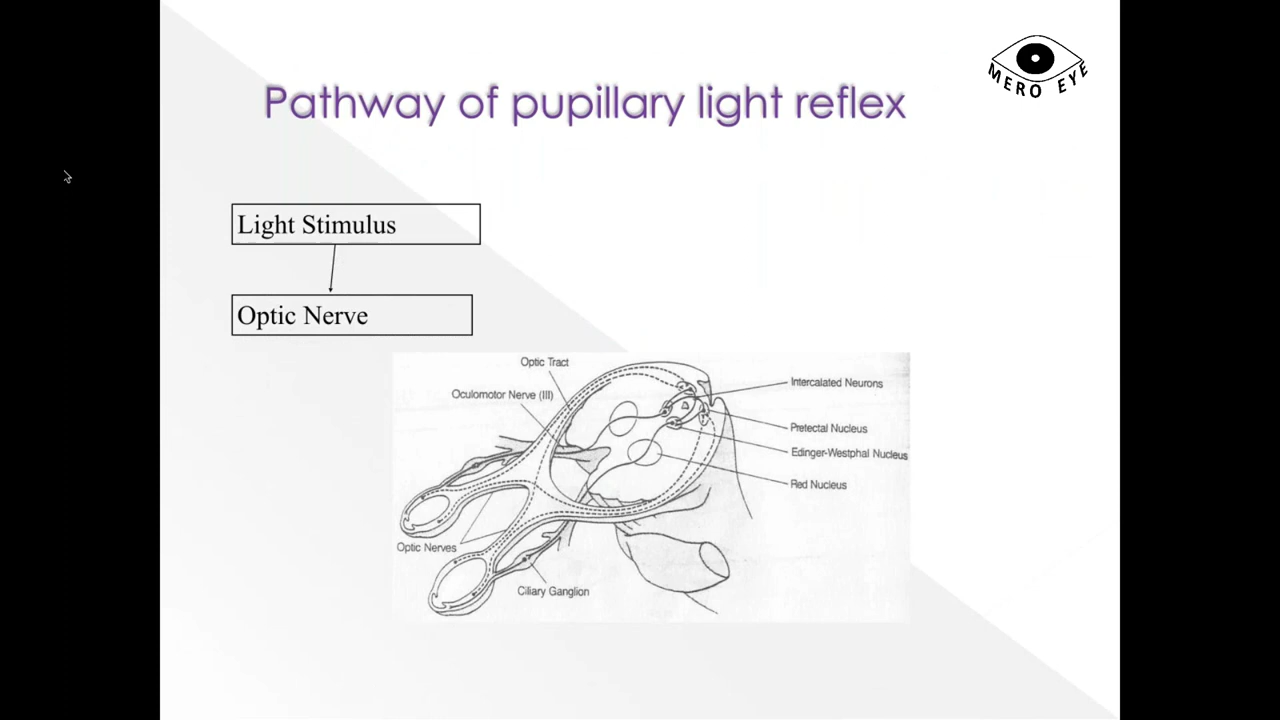 MERO EYE
Pathway of pupillary light reflex
Light Stimulus
Optic Nerve
Optic Tract
Oculomotor Nerve (III)
Intercalated Neurons
Pretectal Nucleus
Edinger-Westphal Nucleus
Red Nucleus
Optic Nerves
Ciliary Ganglion